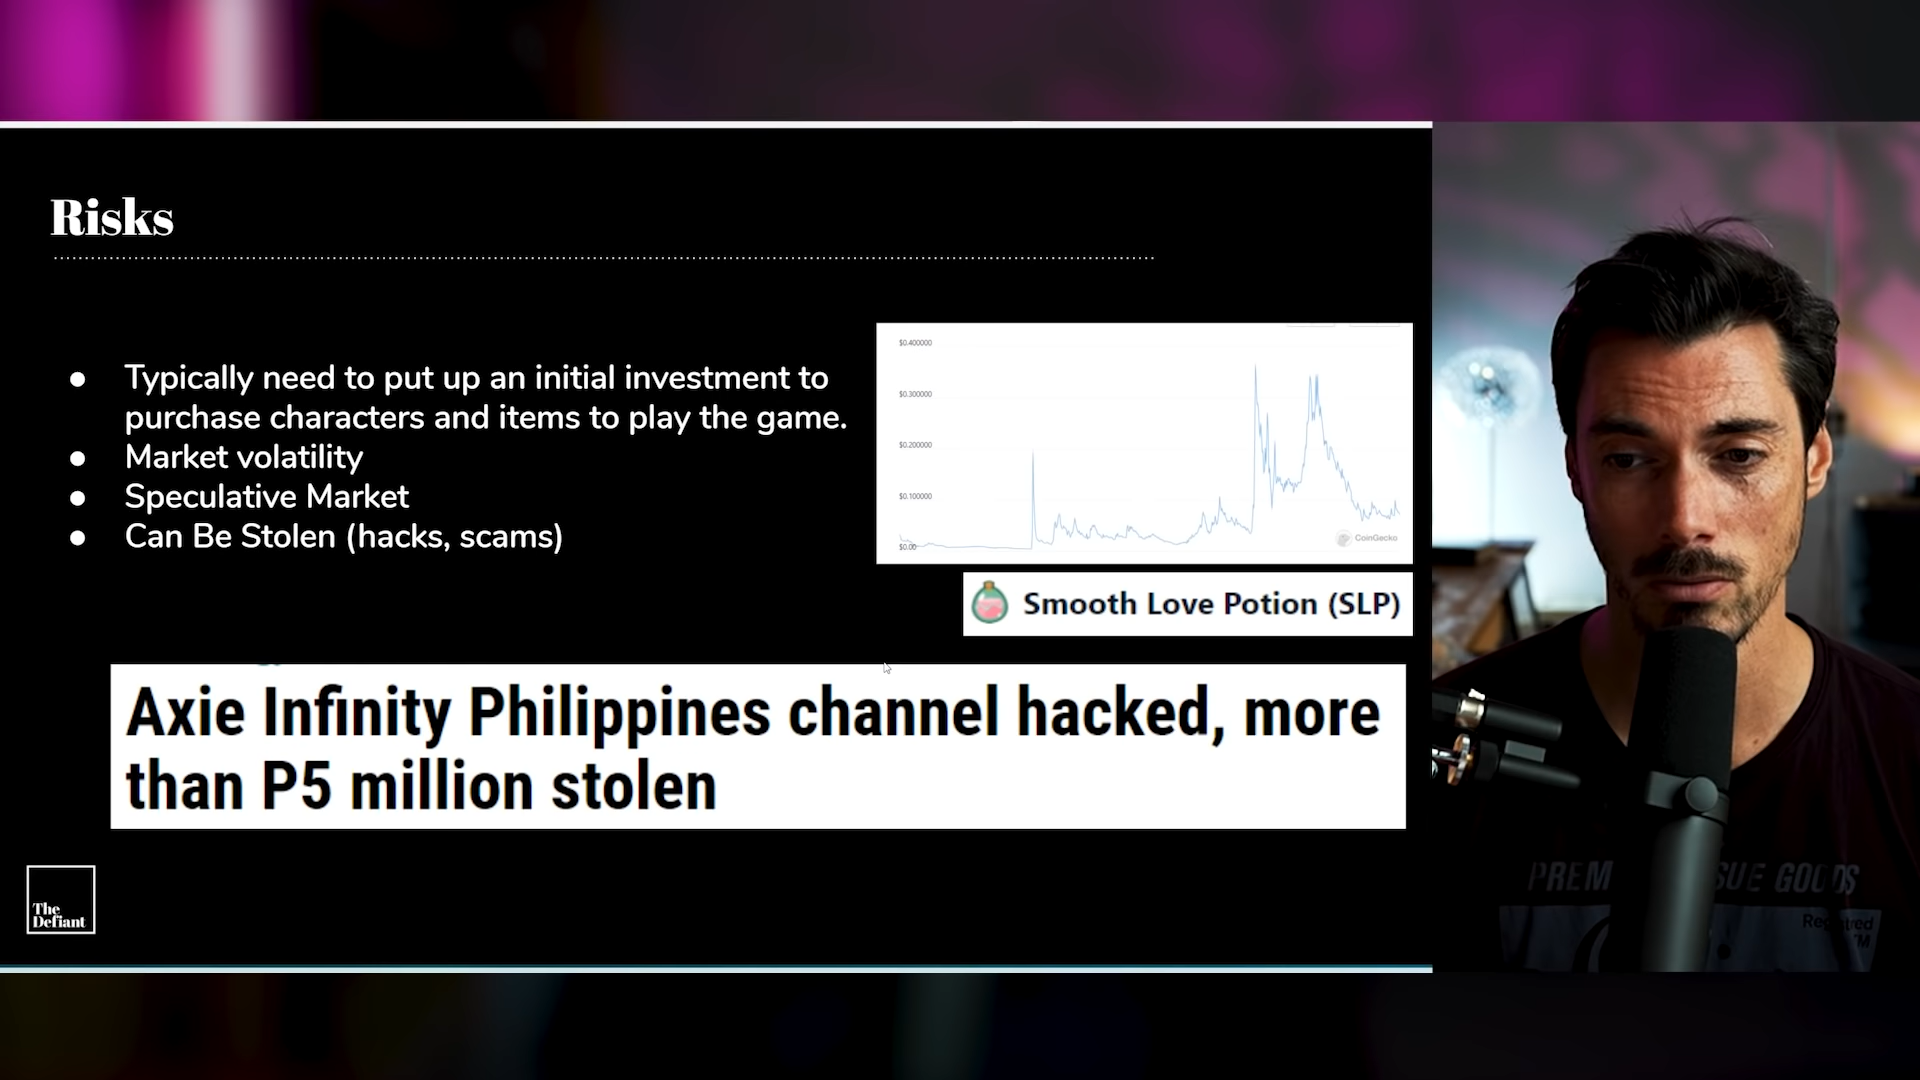 Risks
Typically need to put up an initial investment to
purchase characters and items to play the game.
Market volatility
Speculative Market
Can Be Stolen (hacks, scams)
$0.400000
$0.300000
$0.200000
$0.100000
$0.00
CoinGecko
Smooth Love Potion (SLP)
Axie Infinity Philippines channel hacked, more
than P5 million stolen
The
Defiant
GOODS
TM